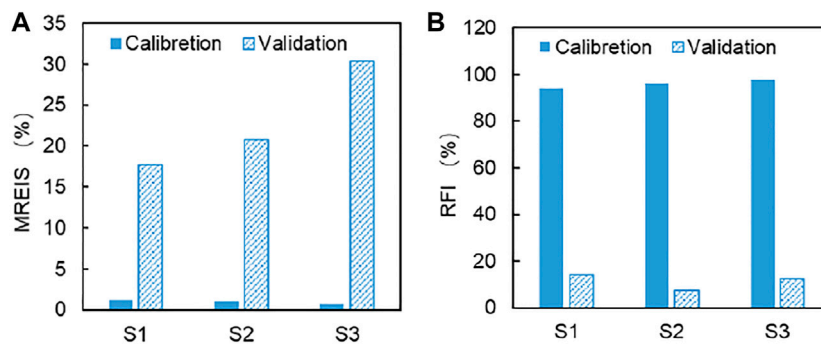 A
MREIS (%)
35
30
25
20
15
10
5
0
Calibretion Validation
S1 S2 S3
B
RFI (%)
120
100
80
60
40
20
0
Calibretion Validation
S1 S2 S3